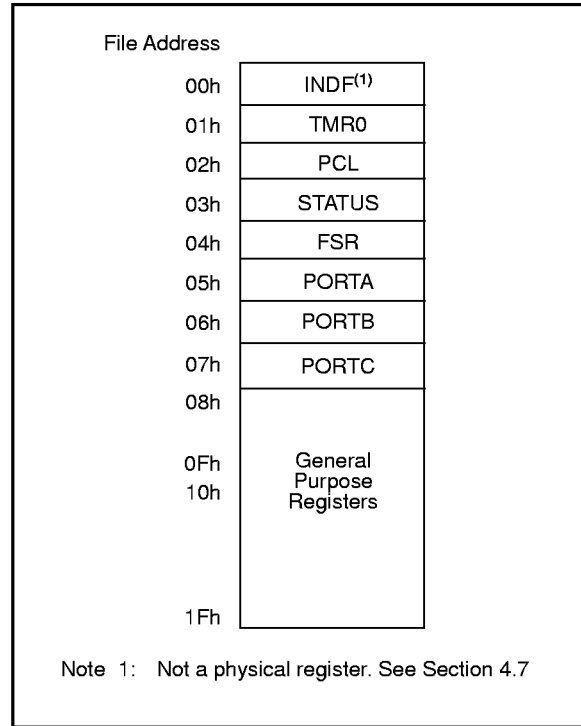 File Address
00h INDF(1)
01h TMR0
02h PCL
03h STATUS
04h FSR
05h PORTA
06h PORTB
07h PORTC
08h
0Fh General
Purpose
10h Registers
1Fh
Note 1: Not a physical register. See Section 4.7